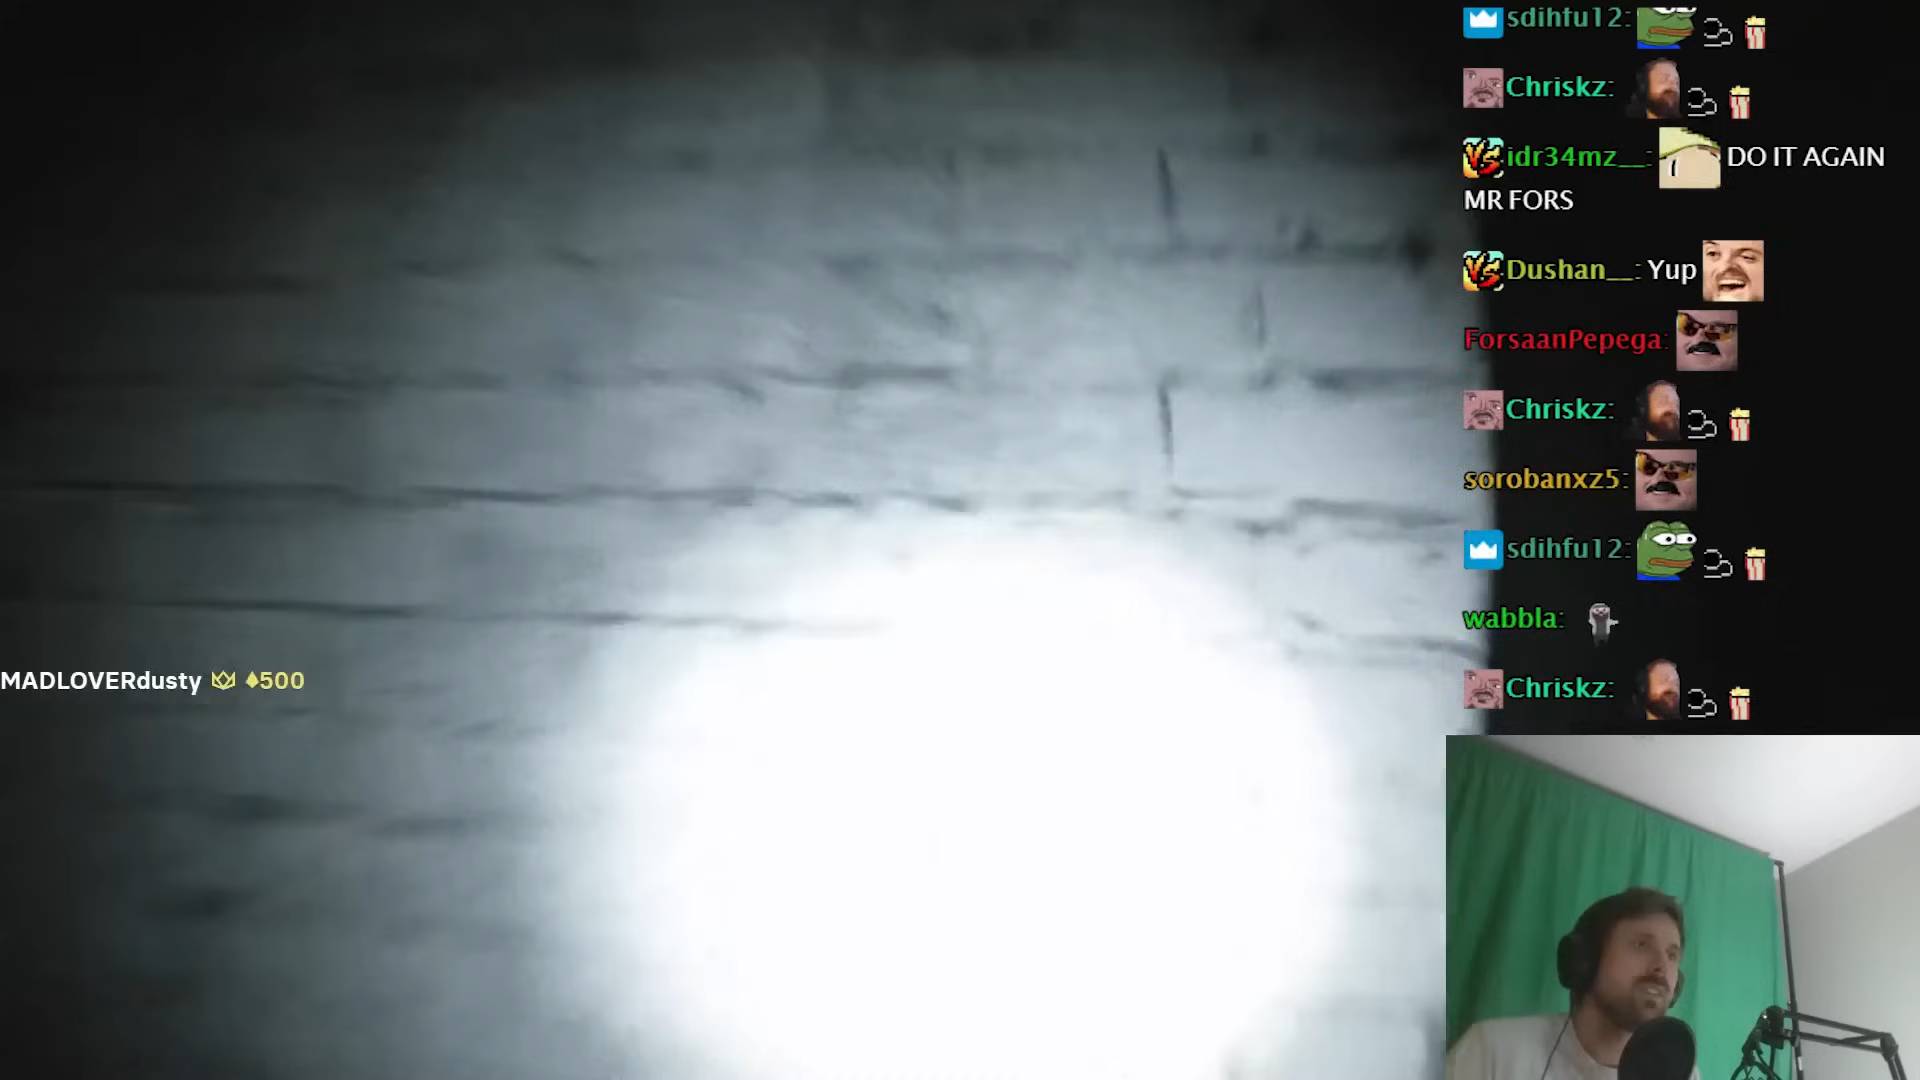 sdihfu12:
Chriskz:
idr34mz__: DO IT AGAIN
MR FORS
Dushan__: Yup
ForsaanPepega:
Chriskz:
sorobanxz5:
sdihfu12:
wabbla:
Chriskz:
MADLOVERdusty 500